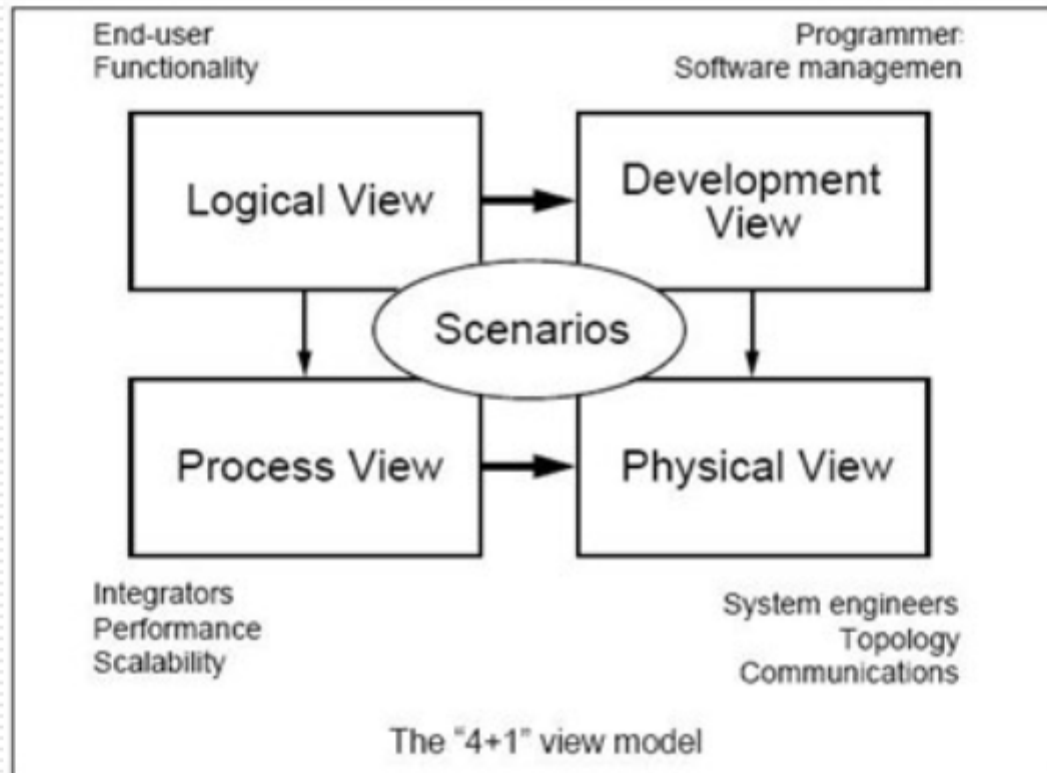 End-user
Functionality
Programmer
Software managemen
Logical View
Development
View
Scenarios
Process View
Physical View
Integrators
Performance
Scalability
System engineers
Topology
Communications
The “4+1” view model